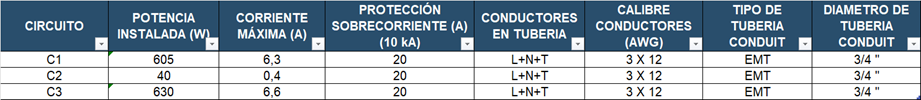 CIRCUITO POTENCIA INSTALADA (W) CORRIENTE MÁXIMA (A) PROTECCIÓN SOBRECORRIENTE (A) (10 kA) CONDUCTORES EN TUBERIA CALIBRE CONDUCTORES (AWG) TIPO DE TUBERIA CONDUIT DIAMETRO DE TUBERIA CONDUIT
C1 605 6,3 20 L+N+T 3 X 12 EMT 3/4 "
C2 40 0,4 20 L+N+T 3 X 12 EMT 3/4 "
C3 630 6,6 20 L+N+T 3 X 12 EMT 3/4 "